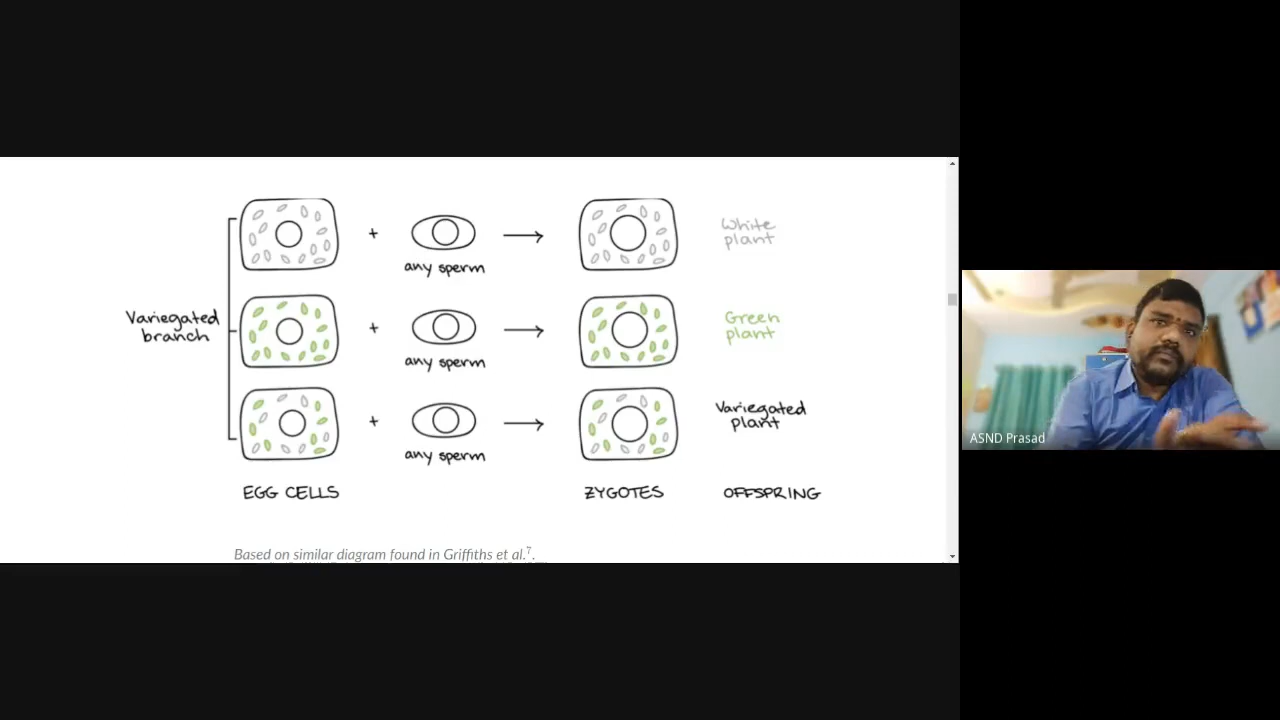 White
plant
any sperm
Variegated
branch
Green
plant
any sperm
Variegated
plant
any sperm
EGG CELLS
ZYGOTES
OFFSPRING
Based on similar diagram found in Griffiths et al.7.
ASND Prasad